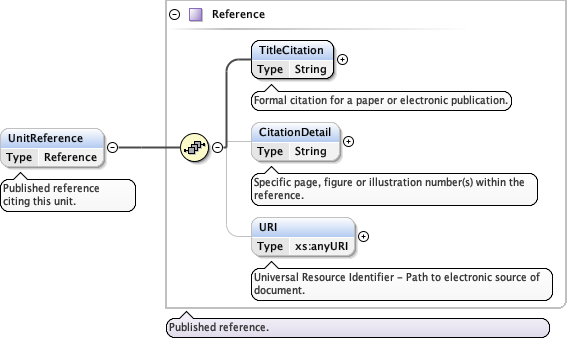 Reference
TitleCitation
Type String
Formal citation for a paper or electronic publication.
UnitReference
Type Reference
Published reference
citing this unit.
CitationDetail
Type String
Specific page, figure or illustration number(s) within the
reference.
URI
Type xs:anyURI
Universal Resource Identifier - Path to electronic source of
document.
Published reference.